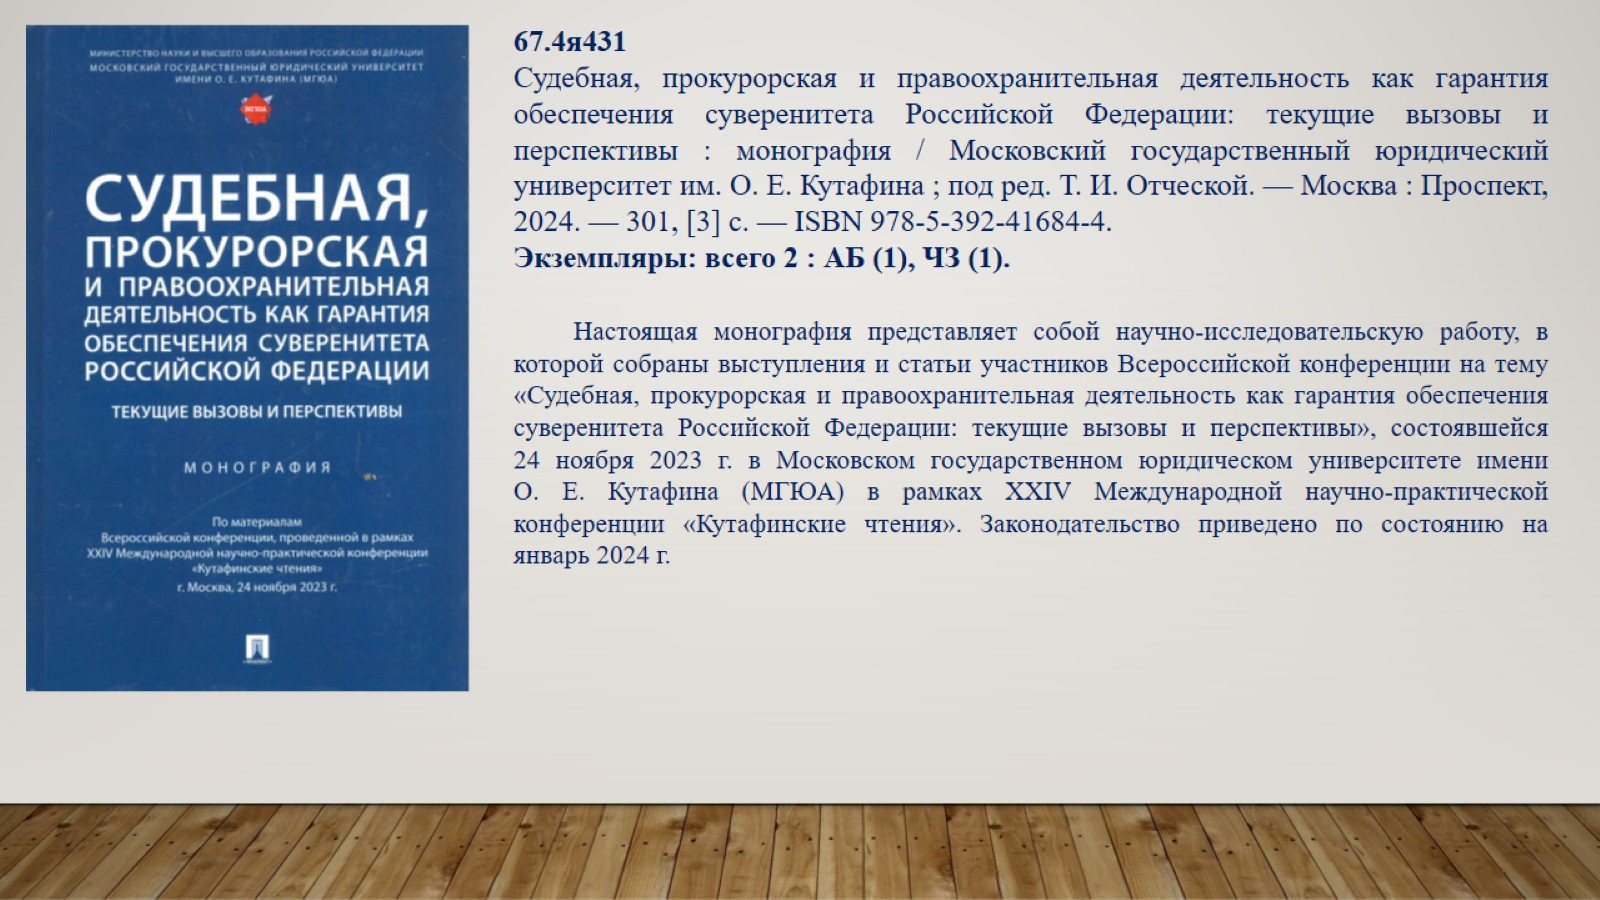 МИНИСТЕРСТВО НАУКИ И ВЫСШЕГО ОБРАЗОВАНИЯ РОССИЙСКОЙ ФЕДЕРАЦИИ
МОСКОВСКИЙ ГОСУДАРСТВЕННЫЙ ЮРИДИЧЕСКИЙ УНИВЕРСИТЕТ
ИМЕНИ О. Е. КУТАФИНА (МГЮА)
МГЮА
СУДЕБНАЯ,
ПРОКУРОРСКАЯ
И ПРАВООХРАНИТЕЛЬНАЯ
ДЕЯТЕЛЬНОСТЬ КАК ГАРАНТИЯ
ОБЕСПЕЧЕНИЯ СУВЕРЕНИТЕТА
РОССИЙСКОЙ ФЕДЕРАЦИИ
ТЕКУЩИЕ ВЫЗОВЫ И ПЕРСПЕКТИВЫ
МОНОГРАФИЯ
По материалам
Всероссийской конференции, проведенной в рамках
XXIV Международной научно-практической конференции
«Кутафинские чтения»
г. Москва, 24 ноября 2023 г.
67.4я431
Судебная, прокурорская и правоохранительная деятельность как гарантия
обеспечения суверенитета Российской Федерации: текущие вызовы и
перспективы : монография / Московский государственный юридический
университет им. О. Е. Кутафина ; под ред. Т. И. Отческой. — Москва : Проспект,
2024. — 301, [3] с. — ISBN 978-5-392-41684-4.
Экземпляры: всего 2 : АБ (1), ЧЗ (1).
Настоящая монография представляет собой научно-исследовательскую работу, в
которой собраны выступления и статьи участников Всероссийской конференции на тему
«Судебная, прокурорская и правоохранительная деятельность как гарантия обеспечения
суверенитета Российской Федерации: текущие вызовы и перспективы», состоявшейся
24 ноября 2023 г. в Московском государственном юридическом университете имени
О. Е. Кутафина (МГЮА) в рамках XXIV Международной научно-практической
конференции «Кутафинские чтения». Законодательство приведено по состоянию на
январь 2024 г.